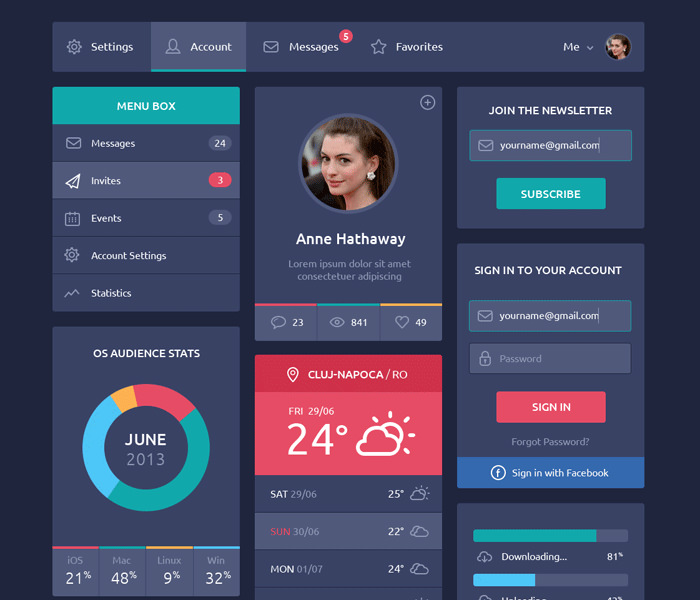 Settings
Account
Messages
5
Favorites
Me
MENU BOX
Messages 24
Invites 3
Events 5
Account Settings
Statistics
OS AUDIENCE STATS
JUNE
2013
iOS Mac Linux Win
21% 48% 9% 32%
Anne Hathaway
Lorem ipsum dolor sit amet
consectetuer adipiscing
23 841 49
CLUJ-NAPOCA / RO
FRI 29/06
24°
SAT 29/06 25°
SUN 30/06 22°
MON 01/07 24°
JOIN THE NEWSLETTER
yourname@gmail.com
SUBSCRIBE
SIGN IN TO YOUR ACCOUNT
yourname@gmail.com
Password
SIGN IN
Forgot Password?
Sign in with Facebook
Downloading... 81%